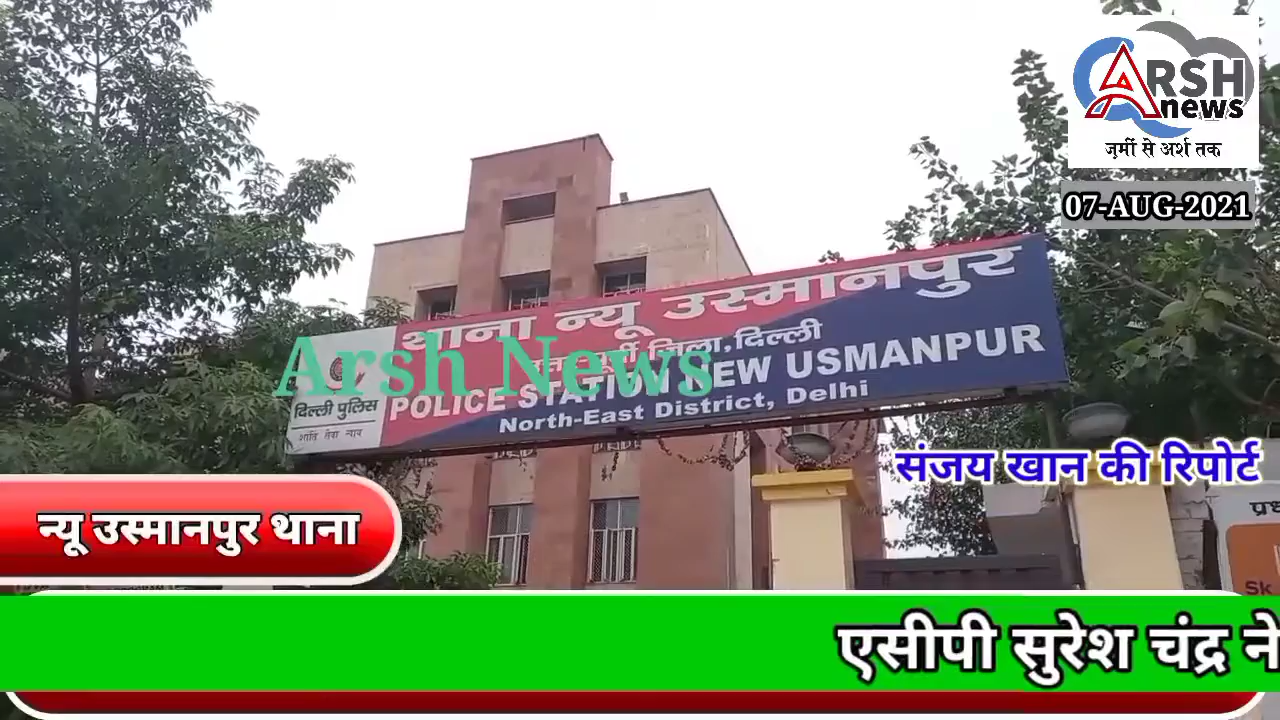 ARSH
news
ज़मीं से अर्श तक
07-AUG-2021
थाना न्यू उस्मानपुर
पूर्वी जिला, दिल्ली
POLICE STATION NEW USMANPUR
North-East District, Delhi
दिल्ली पुलिस
शांति सेवा न्याय
Arsh News
संजय खान की रिपोर्ट
न्यू उस्मानपुर थाना
Sk
एसीपी सुरेश चंद्र ने